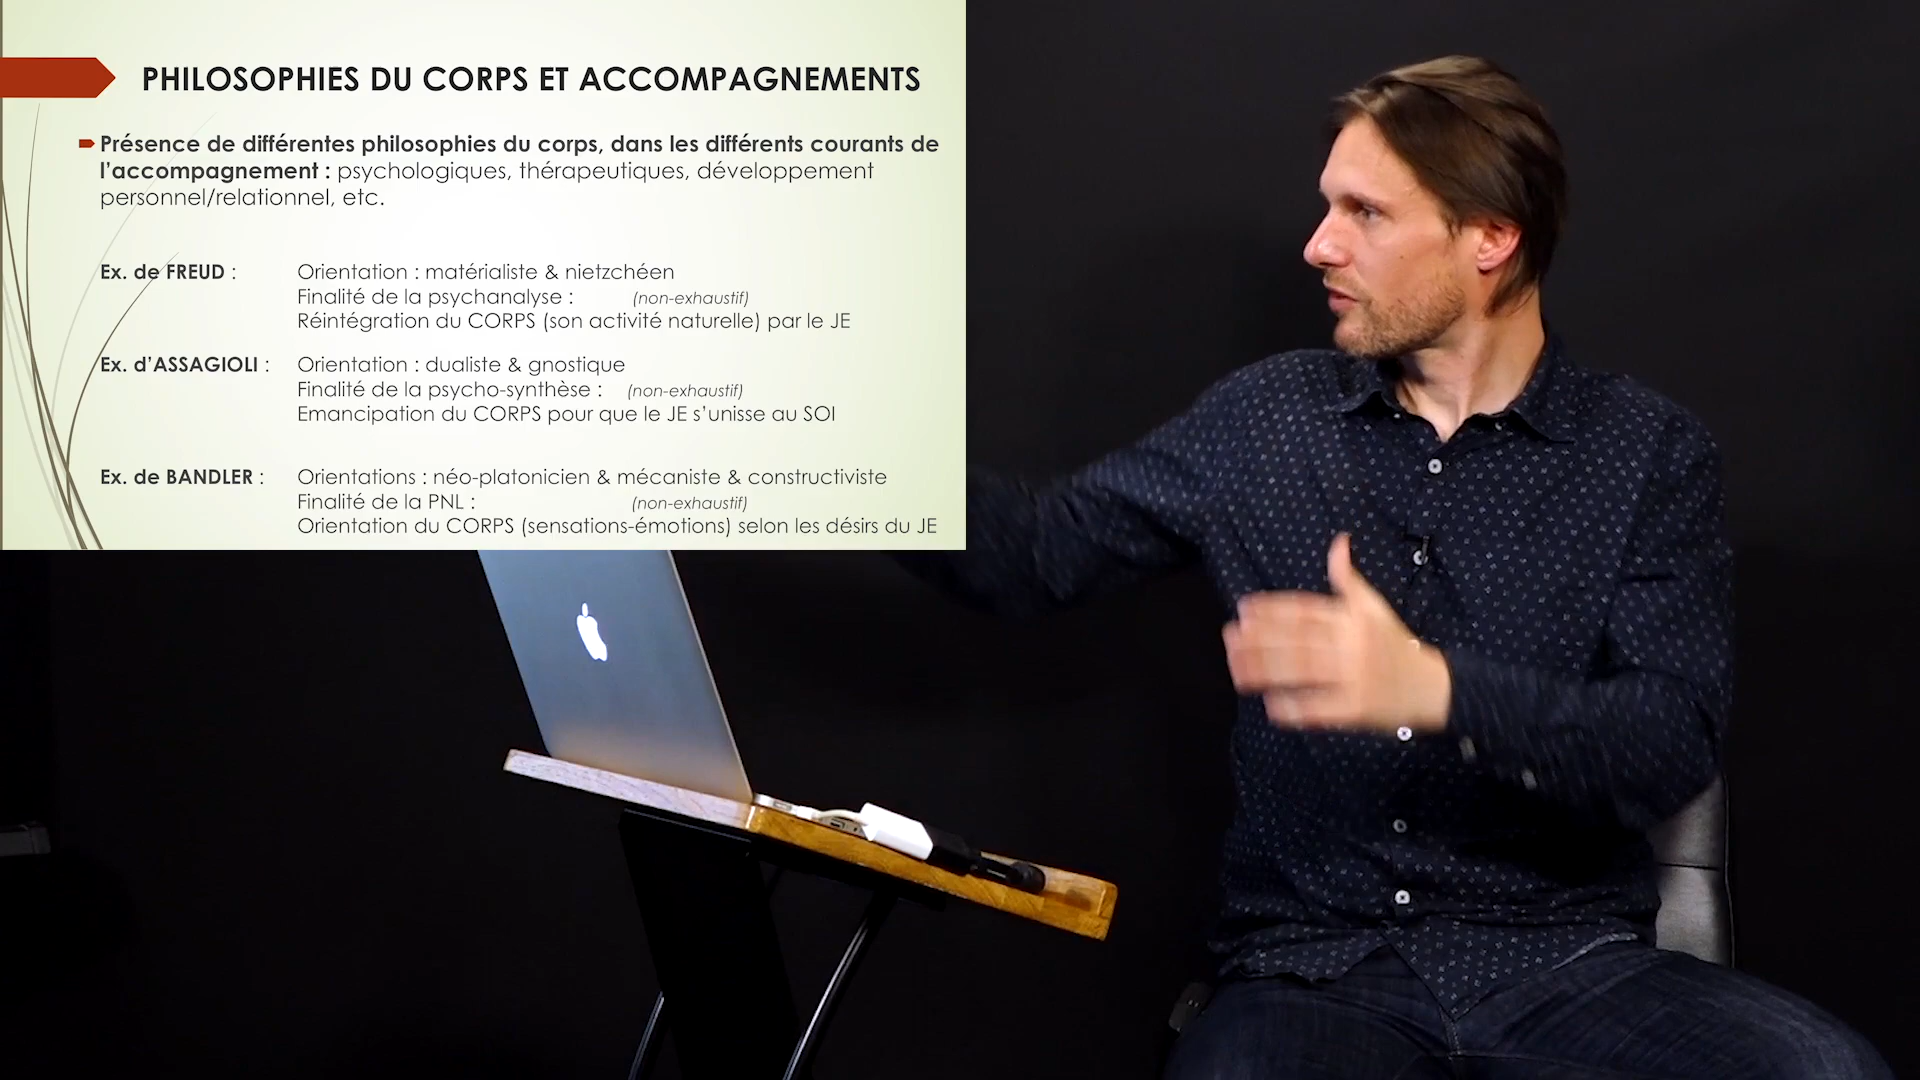 PHILOSOPHIES DU CORPS ET ACCOMPAGNEMENTS
Présence de différentes philosophies du corps, dans les différents courants de
l'accompagnement : psychologiques, thérapeutiques, développement
personnel/relationnel, etc.
Ex. de FREUD : Orientation : matérialiste & nietzchéen
Finalité de la psychanalyse : (non-exhaustif)
Réintégration du CORPS (son activité naturelle) par le JE
Ex. d'ASSAGIOLI : Orientation : dualiste & gnostique
Finalité de la psycho-synthèse : (non-exhaustif)
Emancipation du CORPS pour que le JE s'unisse au SOI
Ex. de BANDLER : Orientations : néo-platonicien & mécaniste & constructiviste
Finalité de la PNL : (non-exhaustif)
Orientation du CORPS (sensations-émotions) selon les désirs du JE